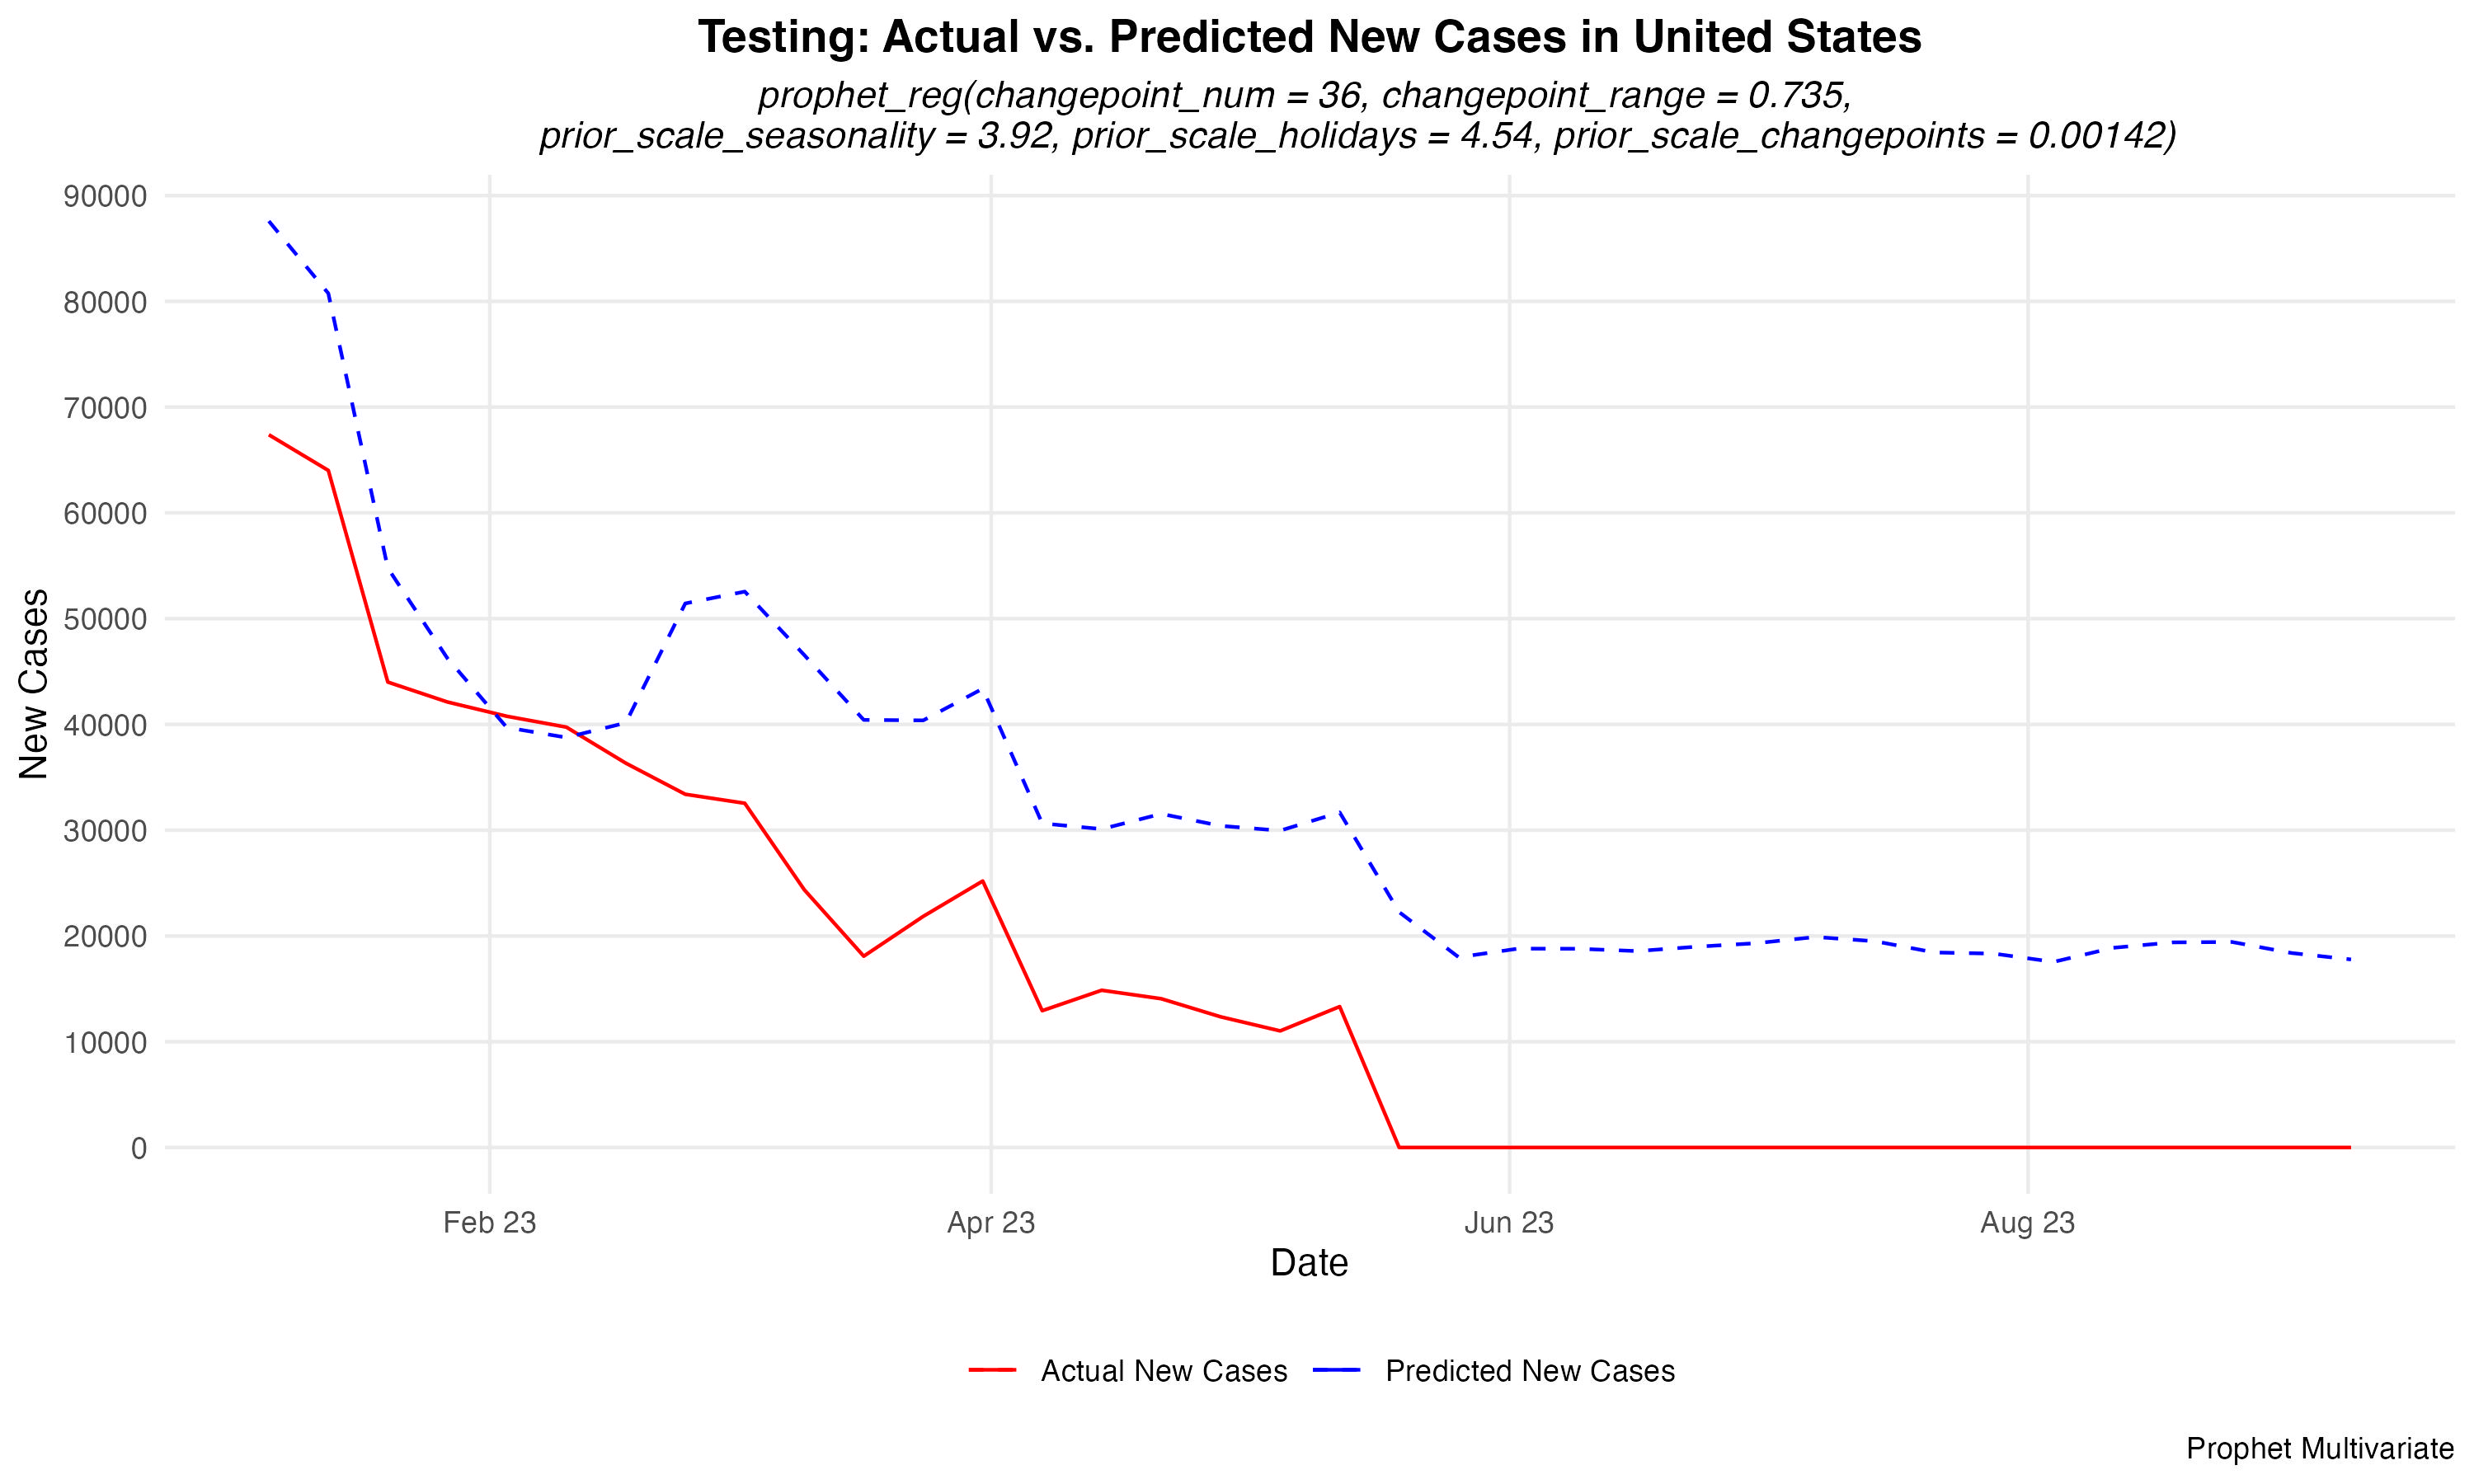 Testing: Actual vs. Predicted New Cases in United States
prophet_reg(changepoint_num = 36, changepoint_range = 0.735,
prior_scale_seasonality = 3.92, prior_scale_holidays = 4.54, prior_scale_changepoints = 0.00142)
90000
80000
70000
60000
50000
40000
30000
20000
10000
0
New Cases
Feb 23
Apr 23
Jun 23
Aug 23
Date
Actual New Cases
Predicted New Cases
Prophet Multivariate